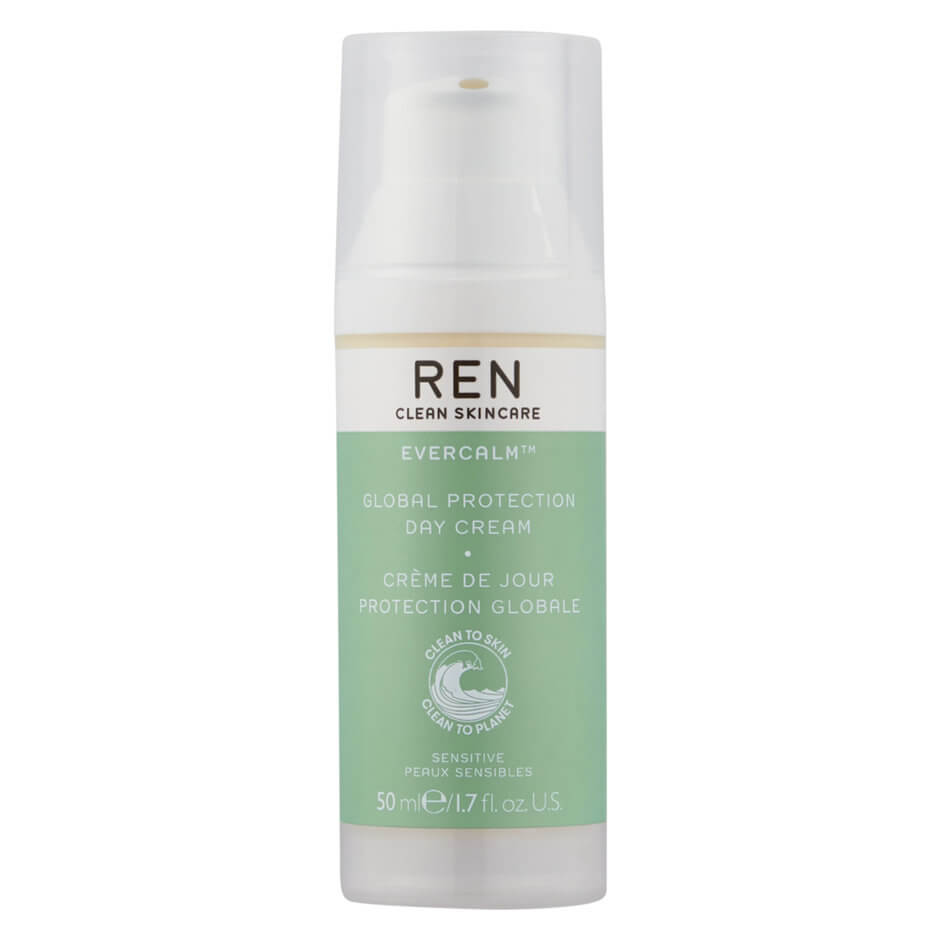 REN
CLEAN SKINCARE
EVERCALM™
GLOBAL PROTECTION
DAY CREAM
•
CRÈME DE JOUR
PROTECTION GLOBALE
CLEAN TO SKIN
CLEAN TO PLANET
SENSITIVE
PEAUX SENSIBLES
50 ml℮/1.7 fl. oz. U.S.